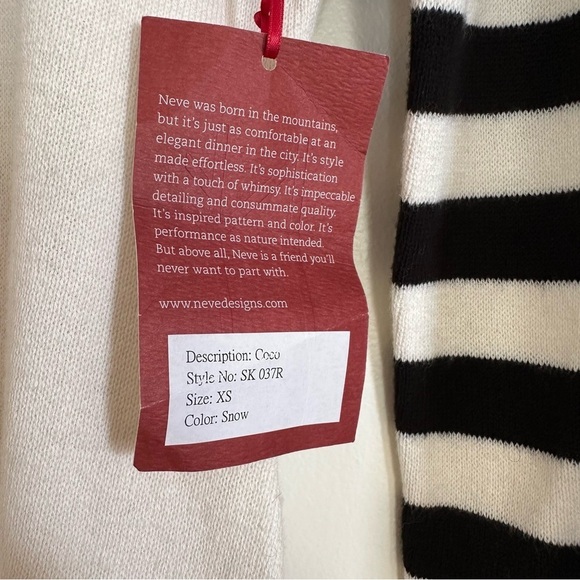 Neve was born in the mountains,
but it's just as comfortable at an
elegant dinner in the city. It's style
made effortless. It's sophistication
with a touch of whimsy. It's impeccable
detailing and consummate quality.
It's inspired pattern and color. It's
performance as nature intended.
But above all, Neve is a friend you'll
never want to part with.
www.nevedesigns.com
Description: Coco
Style No: SK 037R
Size: XS
Color: Snow